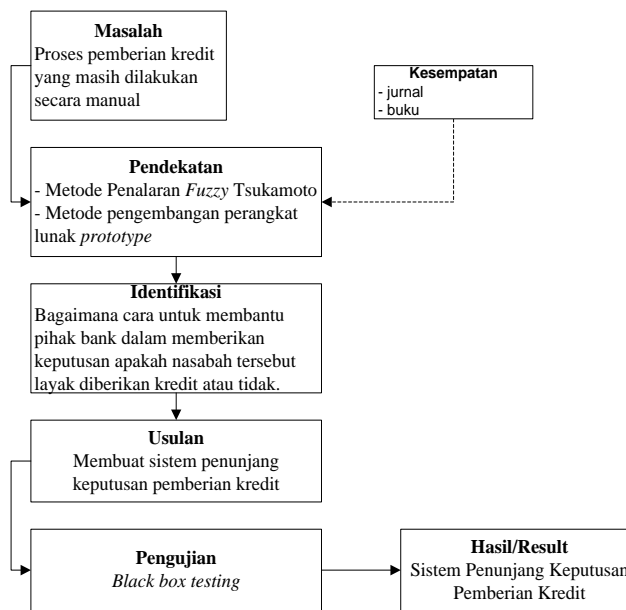 Masalah
Proses pemberian kredit
yang masih dilakukan
secara manual
Kesempatan
- jurnal
- buku
Pendekatan
- Metode Penalaran Fuzzy Tsukamoto
- Metode pengembangan perangkat
lunak prototype
Identifikasi
Bagaimana cara untuk membantu
pihak bank dalam memberikan
keputusan apakah nasabah tersebut
layak diberikan kredit atau tidak.
Usulan
Membuat sistem penunjang
keputusan pemberian kredit
Pengujian
Black box testing
Hasil/Result
Sistem Penunjang Keputusan
Pemberian Kredit